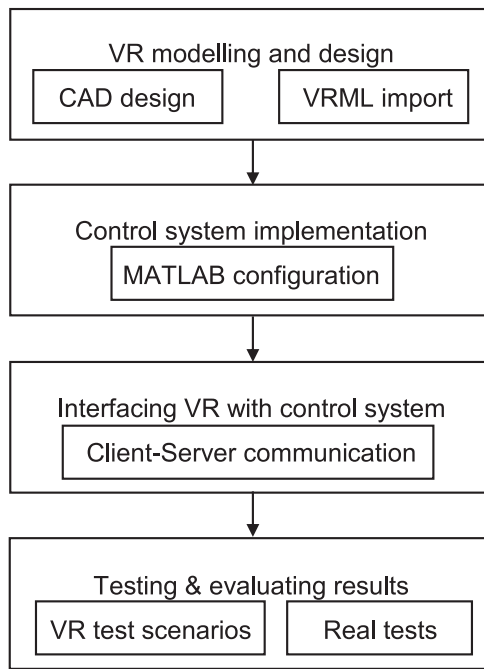 VR modelling and design
CAD design
VRML import
Control system implementation
MATLAB configuration
Interfacing VR with control system
Client-Server communication
Testing & evaluating results
VR test scenarios
Real tests